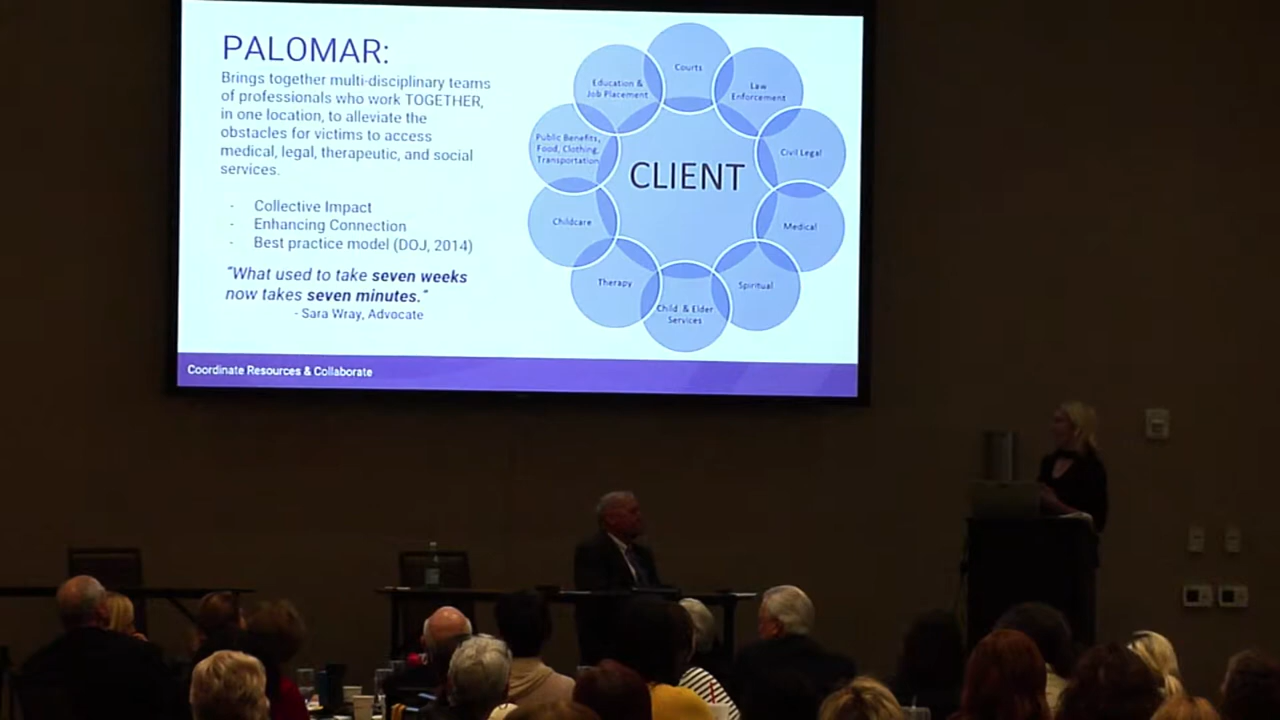 PALOMAR:
Brings together multi-disciplinary teams
of professionals who work TOGETHER,
in one location, to alleviate the
obstacles for victims to access
medical, legal, therapeutic, and social
services.
- Collective Impact
- Enhancing Connection
- Best practice model (DOJ, 2014)
"What used to take seven weeks
now takes seven minutes."
- Sara Wray, Advocate
Courts
Law
Enforcement
Civil Legal
Medical
Spiritual
Child & Elder
Services
Therapy
Childcare
Public Benefits,
Food, Clothing,
Transportation
Education &
Job Placement
CLIENT
Coordinate Resources & Collaborate